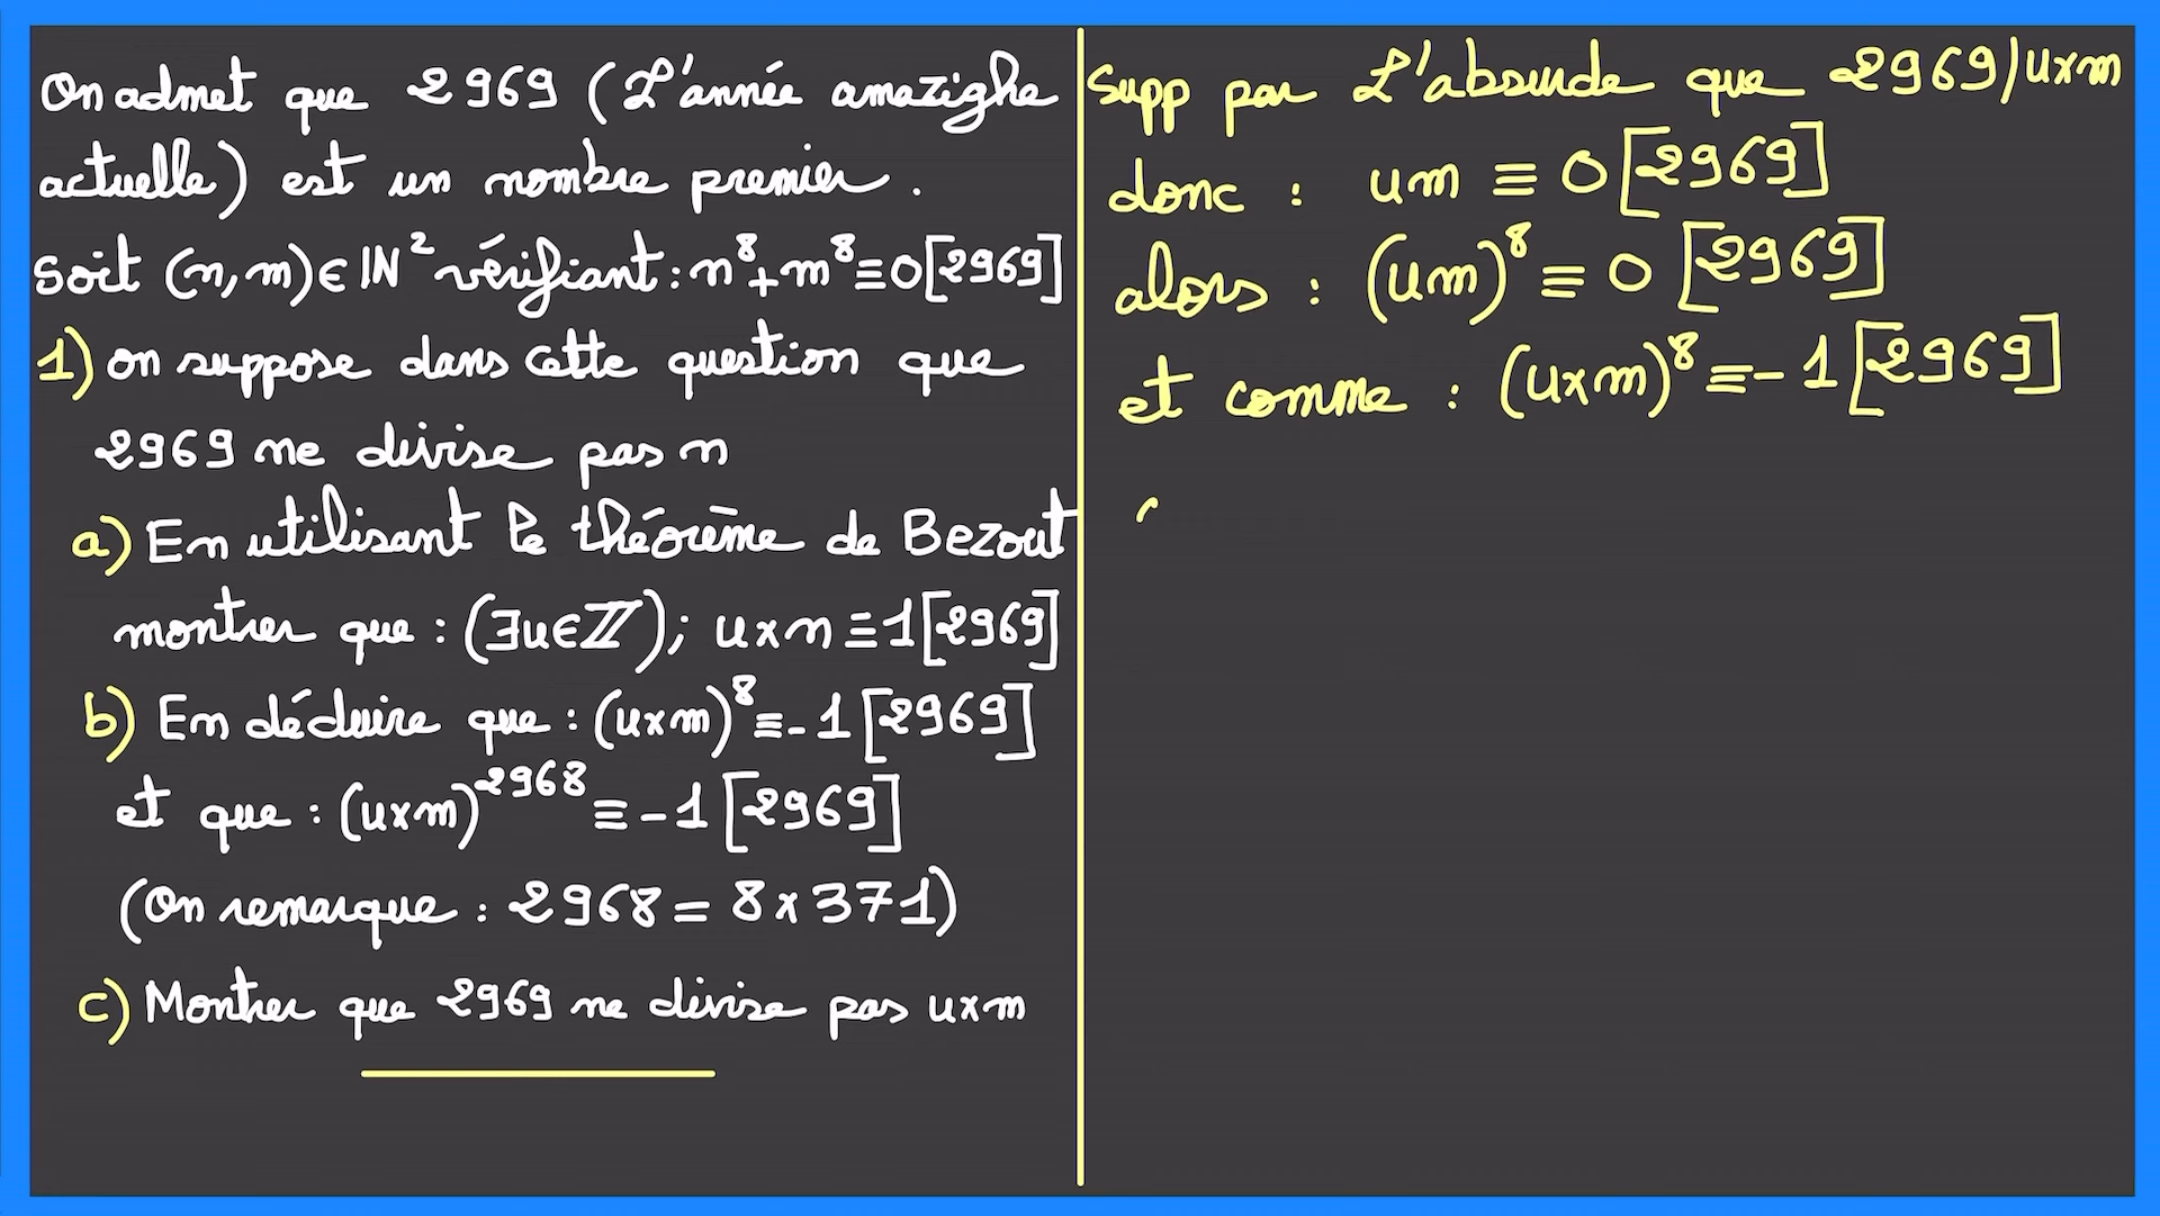 On admet que 2969 (L'année amazighe
actuelle) est un nombre premier.
Soit (n,m)∈ℕ² vérifiant : n⁸+m⁸≡0[2969]
1) on suppose dans cette question que
2969 ne divise pas n
a) En utilisant le théorème de Bezout
montrer que : (∃u∈ℤ); u×n≡1[2969]
b) En déduire que : (u×m)⁸≡-1[2969]
et que : (u×m)²⁹⁶⁸≡-1[2969]
(On remarque : 2968 = 8×371)
c) Montrer que 2969 ne divise pas u×m
Supp par L'absurde que 2969/u×m
donc : um ≡ 0[2969]
alors : (um)⁸ ≡ 0 [2969]
et comme : (u×m)⁸≡-1[2969]